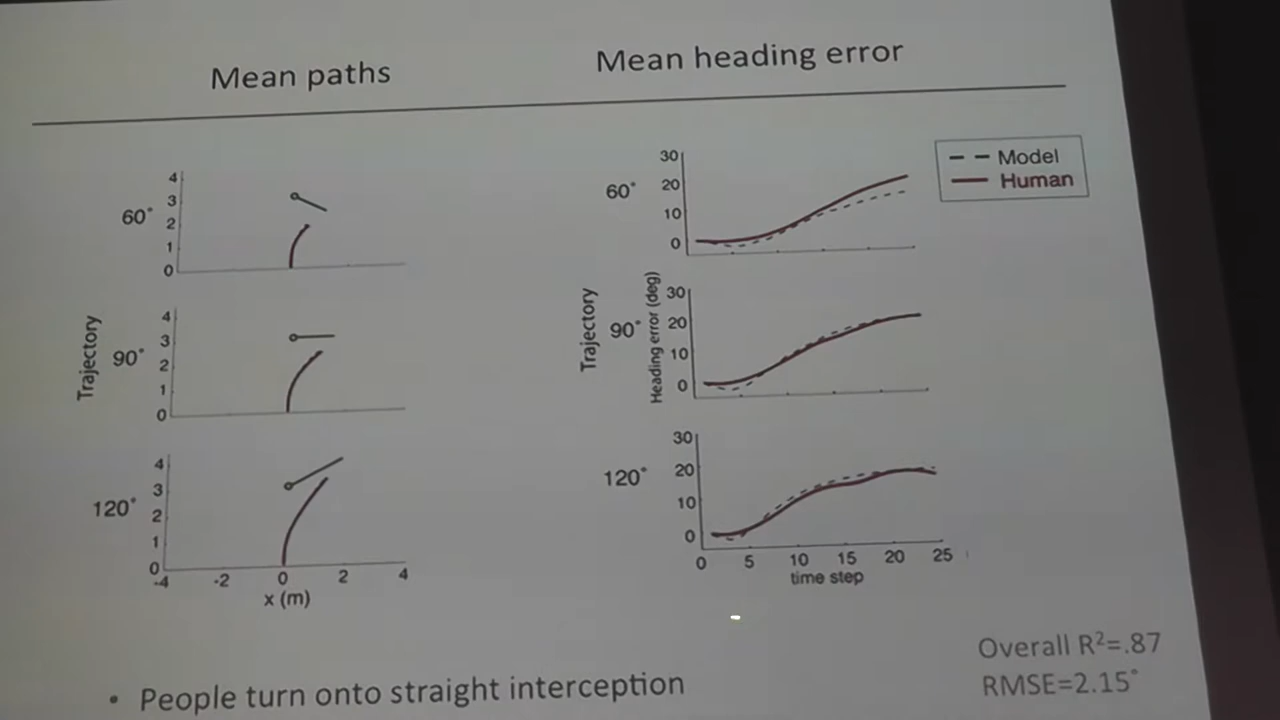 Mean paths
Mean heading error
Model
Human
4
3
60°
2
1
0
30
60°
20
10
0
Trajectory
90°
4
3
2
1
0
Trajectory
90°
Heading error (deg)
30
20
10
0
120°
4
3
2
1
0
-4 -2 0 2 4
x (m)
120°
30
20
10
0
0 5 10 15 20 25
time step
Overall R²=.87
RMSE=2.15°
• People turn onto straight interception